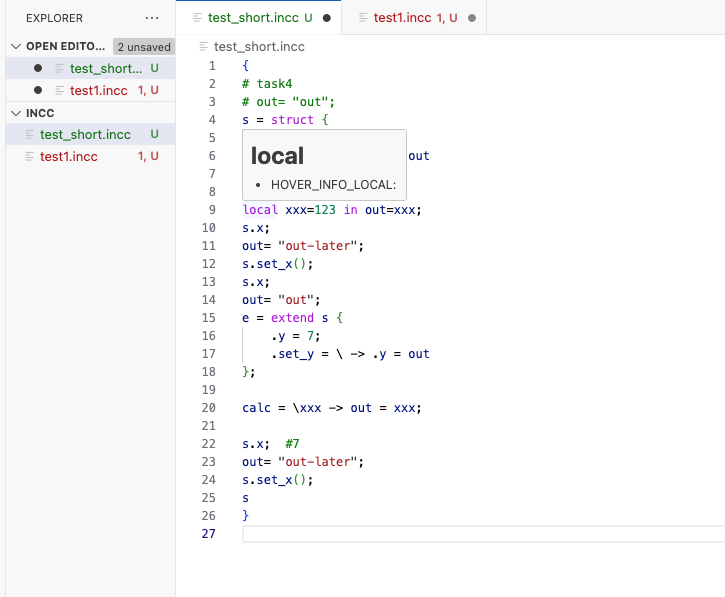 EXPLORER
···
OPEN EDITO...
2 unsaved
test_short... U
test1.incc 1, U
INCC
test_short.incc U
test1.incc 1, U
test_short.incc U
test1.incc 1, U
test_short.incc
1 {
2 # task4
3 # out= "out";
4 s = struct {
5
6 out
7
8
local
• HOVER_INFO_LOCAL:
9 local xxx=123 in out=xxx;
10 s.x;
11 out= "out-later";
12 s.set_x();
13 s.x;
14 out= "out";
15 e = extend s {
16 .y = 7;
17 .set_y = \ -> .y = out
18 };
19
20 calc = \xxx -> out = xxx;
21
22 s.x; #7
23 out= "out-later";
24 s.set_x();
25 s
26 }
27